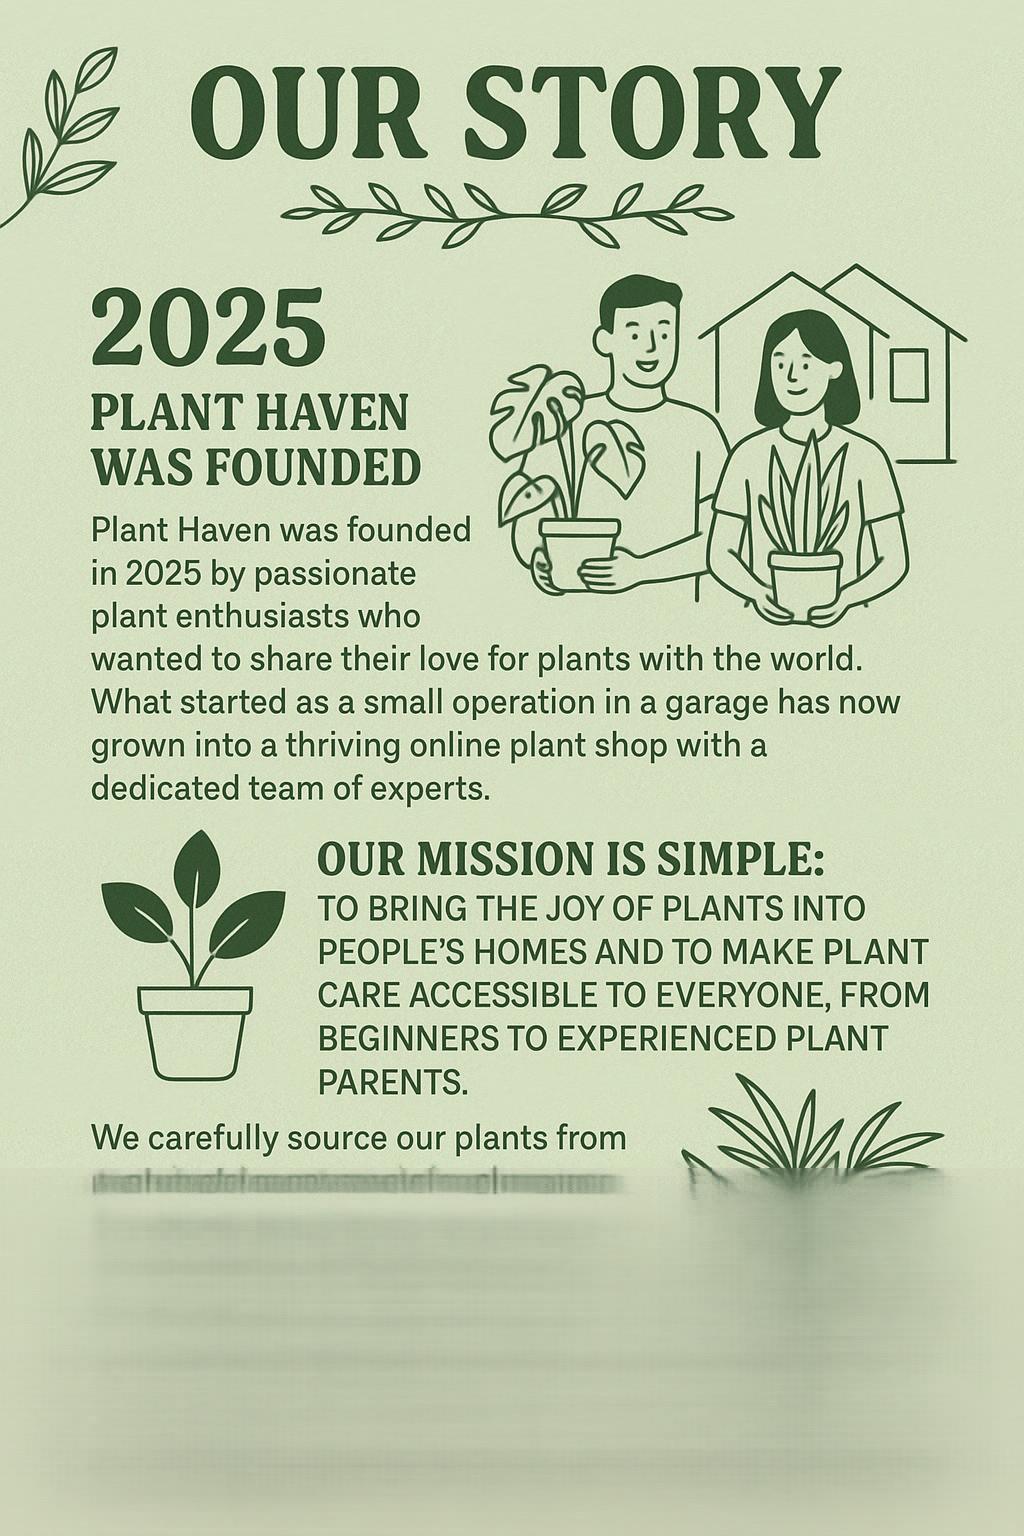 OUR STORY
2025
PLANT HAVEN
WAS FOUNDED
Plant Haven was founded
in 2025 by passionate
plant enthusiasts who
wanted to share their love for plants with the world.
What started as a small operation in a garage has now
grown into a thriving online plant shop with a
dedicated team of experts.
OUR MISSION IS SIMPLE:
TO BRING THE JOY OF PLANTS INTO
PEOPLE’S HOMES AND TO MAKE PLANT
CARE ACCESSIBLE TO EVERYONE, FROM
BEGINNERS TO EXPERIENCED PLANT
PARENTS.
We carefully source our plants from